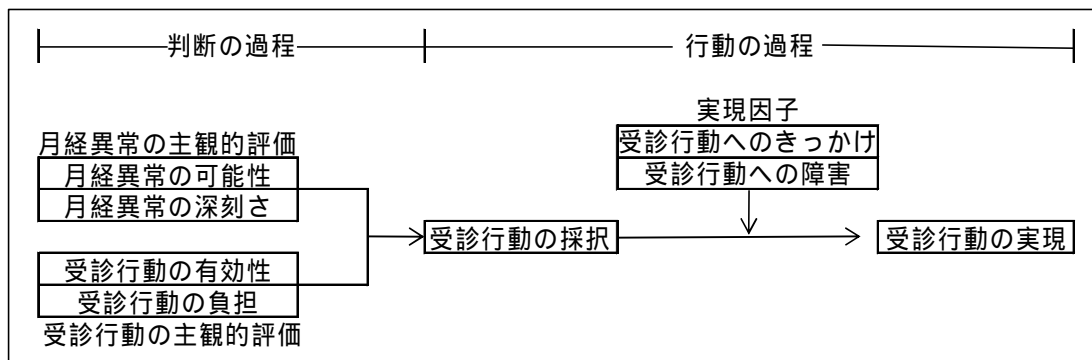 判断の過程
行動の過程
実現因子
受診行動へのきっかけ
受診行動への障害
月経異常の主観的評価
月経異常の可能性
月経異常の深刻さ
受診行動の採択
受診行動の実現
受診行動の有効性
受診行動の負担
受診行動の主観的評価